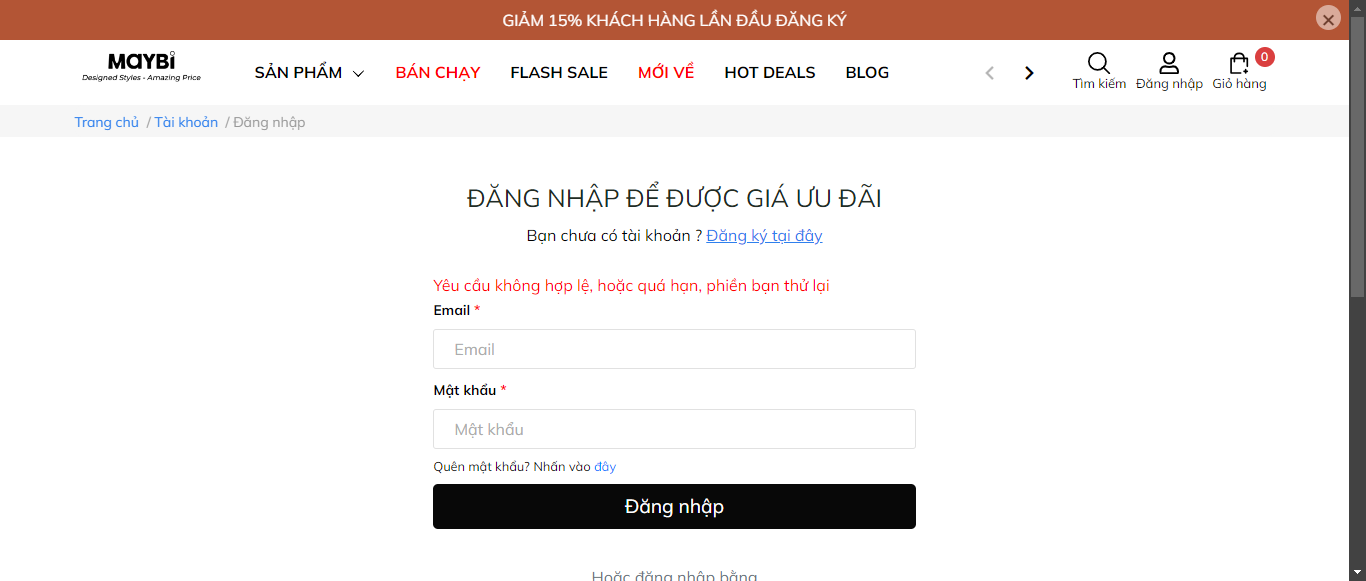 GIẢM 15% KHÁCH HÀNG LẦN ĐẦU ĐĂNG KÝ
MAYBI
Designed Styles - Amazing Price
SẢN PHẨM BÁN CHẠY FLASH SALE MỚI VỀ HOT DEALS BLOG
0
Tìm kiếm Đăng nhập Giỏ hàng
Trang chủ / Tài khoản / Đăng nhập
ĐĂNG NHẬP ĐỂ ĐƯỢC GIÁ ƯU ĐÃI
Bạn chưa có tài khoản ? Đăng ký tại đây
Yêu cầu không hợp lệ, hoặc quá hạn, phiền bạn thử lại
Email *
Email
Mật khẩu *
Mật khẩu
Quên mật khẩu? Nhấn vào đây
Đăng nhập
Hoặc đăng nhập bằng